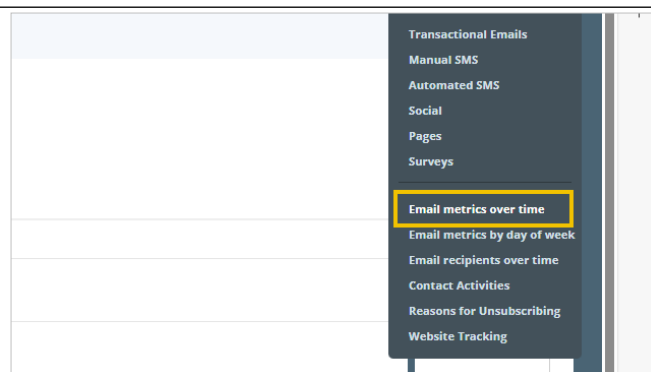 Transactional Emails
Manual SMS
Automated SMS
Social
Pages
Surveys
Email metrics over time
Email metrics by day of week
Email recipients over time
Contact Activities
Reasons for Unsubscribing
Website Tracking